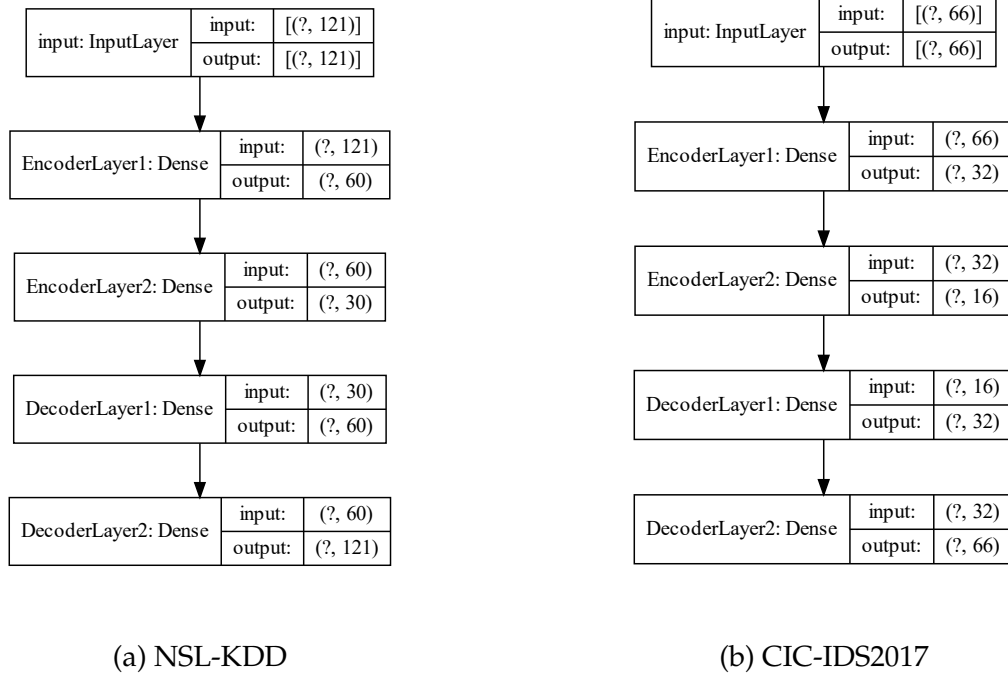 input: InputLayer
input: [(?, 121)]
output: [(?, 121)]
EncoderLayer1: Dense
input: (?, 121)
output: (?, 60)
EncoderLayer2: Dense
input: (?, 60)
output: (?, 30)
DecoderLayer1: Dense
input: (?, 30)
output: (?, 60)
DecoderLayer2: Dense
input: (?, 60)
output: (?, 121)
(a) NSL-KDD
input: InputLayer
input: [(?, 66)]
output: [(?, 66)]
EncoderLayer1: Dense
input: (?, 66)
output: (?, 32)
EncoderLayer2: Dense
input: (?, 32)
output: (?, 16)
DecoderLayer1: Dense
input: (?, 16)
output: (?, 32)
DecoderLayer2: Dense
input: (?, 32)
output: (?, 66)
(b) CIC-IDS2017